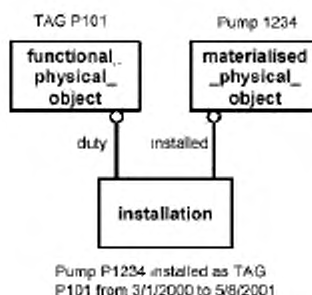 TAG P101 Pump 1234
functional_ materialised
physical_ _physical_
object object
duty installed
installation
Pump P1234 installed as TAG
P101 from 3/1/2000 to 5/8/2001